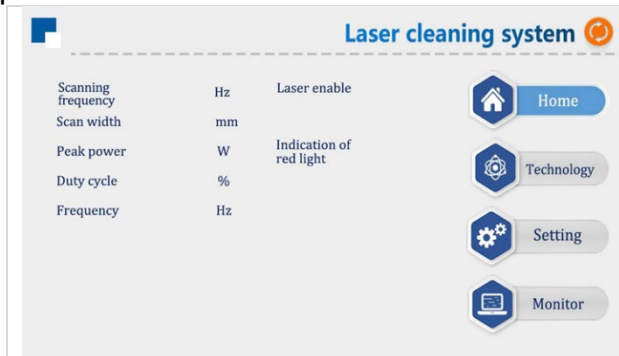 Laser cleaning system
Scanning
frequency
Hz
Laser enable
Home
Scan width
mm
Peak power
W
Indication of
red light
Technology
Duty cycle
%
Frequency
Hz
Setting
Monitor